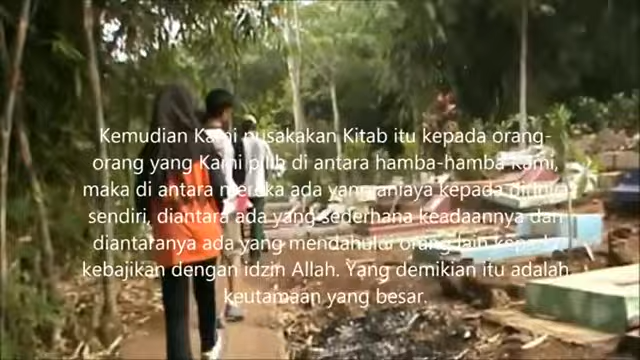 Kemudian Kami pusakakan Kitab itu kepada orang-
orang yang Kami pilih di antara hamba-hamba Kami,
maka di antara mereka ada yang aniaya kepada dirinya
sendiri, diantara ada yang sederhana keadaannya dan
diantaranya ada yang mendahului orang lain kepada
kebajikan dengan idzin Allah. Yang demikian itu adalah
keutamaan yang besar.